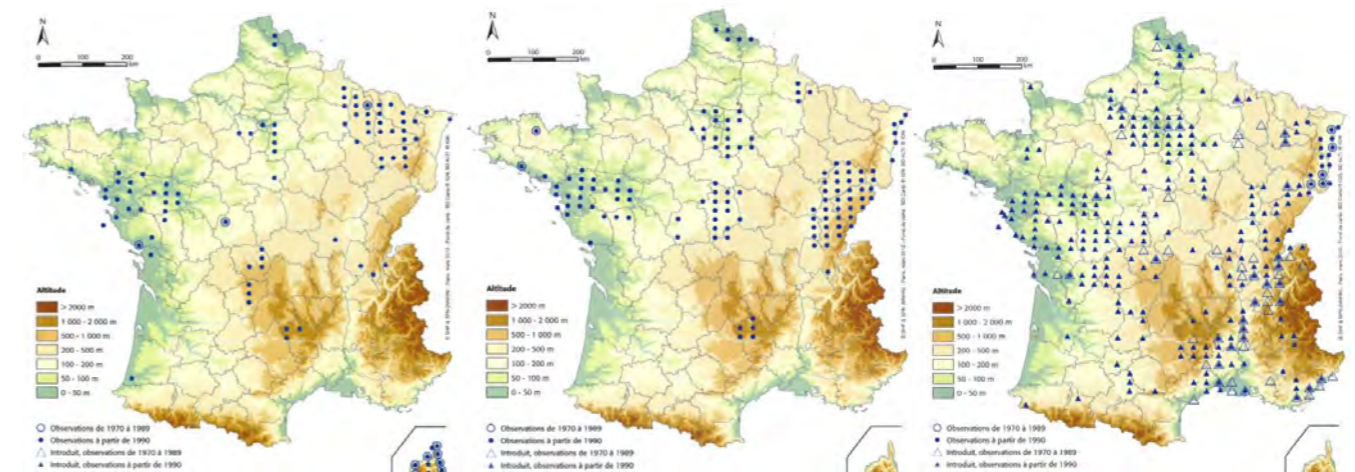 N
0 100 200
km
Altitude
> 2000 m
1 000 - 2 000 m
500 - 1 000 m
200 - 500 m
100 - 200 m
50 - 100 m
0 - 50 m
Observations de 1970 à 1989
Observations à partir de 1990
Introduit, observations de 1970 à 1989
Introduit, observations à partir de 1990
N
0 100 200
km
Altitude
> 2000 m
1 000 - 2 000 m
500 - 1 000 m
200 - 500 m
100 - 200 m
50 - 100 m
0 - 50 m
Observations de 1970 à 1989
Observations à partir de 1990
Introduit, observations de 1970 à 1989
Introduit, observations à partir de 1990
N
0 100 200
km
Altitude
> 2000 m
1 000 - 2 000 m
500 - 1 000 m
200 - 500 m
100 - 200 m
50 - 100 m
0 - 50 m
Observations de 1970 à 1989
Observations à partir de 1990
Introduit, observations de 1970 à 1989
Introduit, observations à partir de 1990